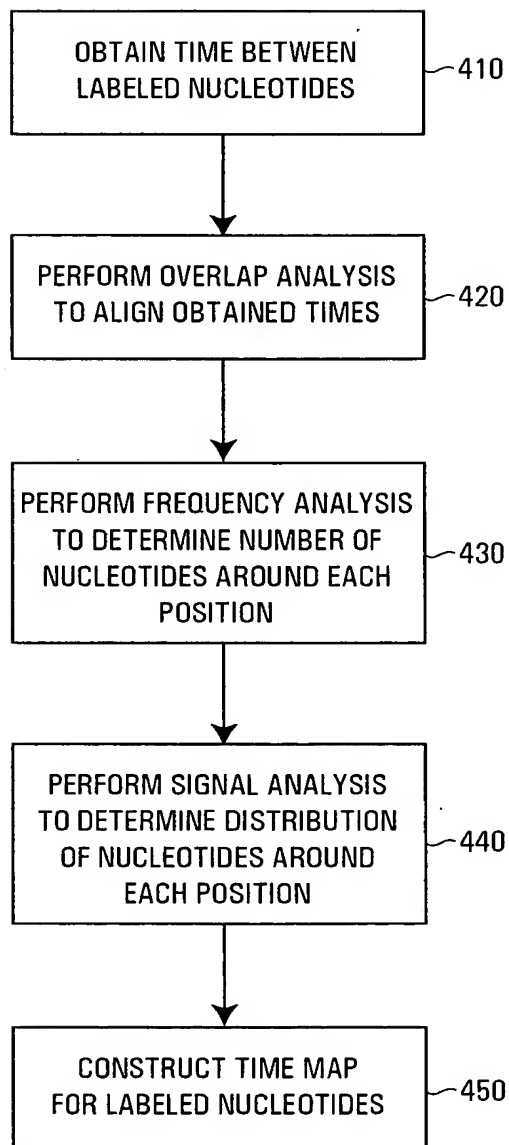 OBTAIN TIME BETWEEN
LABELED NUCLEOTIDES
410
PERFORM OVERLAP ANALYSIS
TO ALIGN OBTAINED TIMES
420
PERFORM FREQUENCY ANALYSIS
TO DETERMINE NUMBER OF
NUCLEOTIDES AROUND EACH
POSITION
430
PERFORM SIGNAL ANALYSIS
TO DETERMINE DISTRIBUTION
OF NUCLEOTIDES AROUND
EACH POSITION
440
CONSTRUCT TIME MAP
FOR LABELED NUCLEOTIDES
450